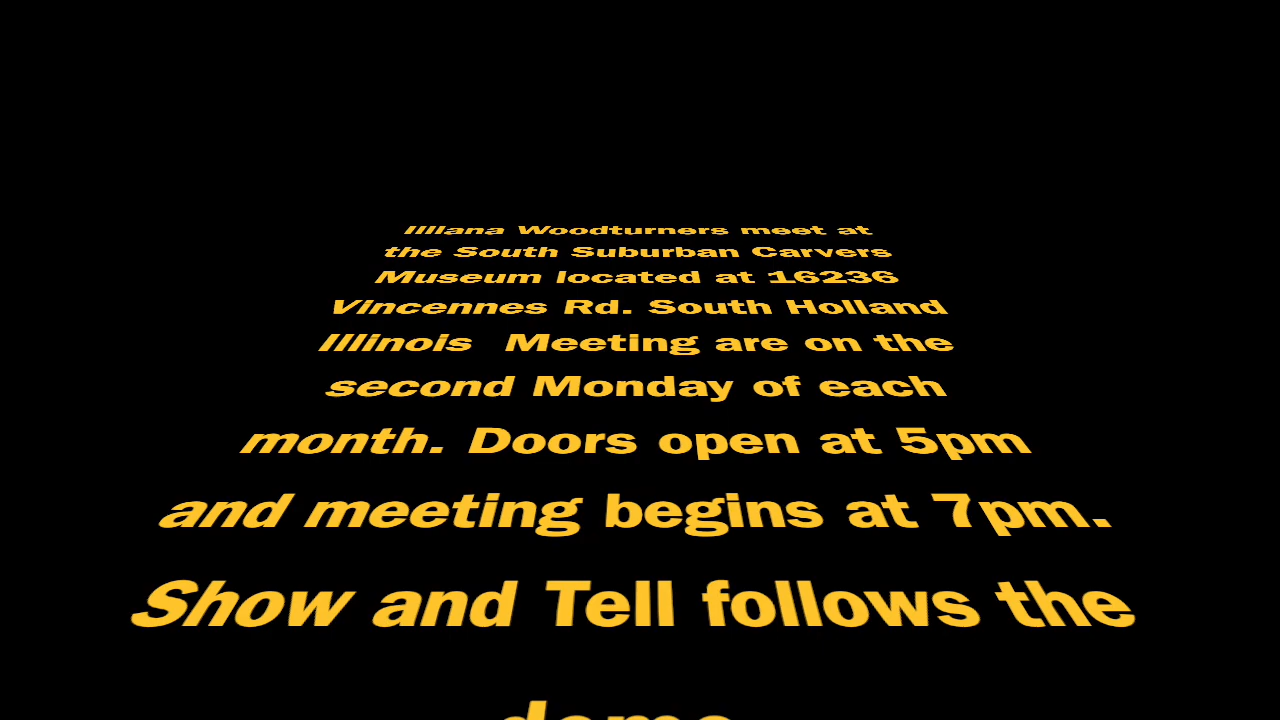 Illiana Woodturners meet at
the South Suburban Carvers
Museum located at 16236
Vincennes Rd. South Holland
Illinois  Meeting are on the
second Monday of each
month. Doors open at 5pm
and meeting begins at 7pm.
Show and Tell follows the